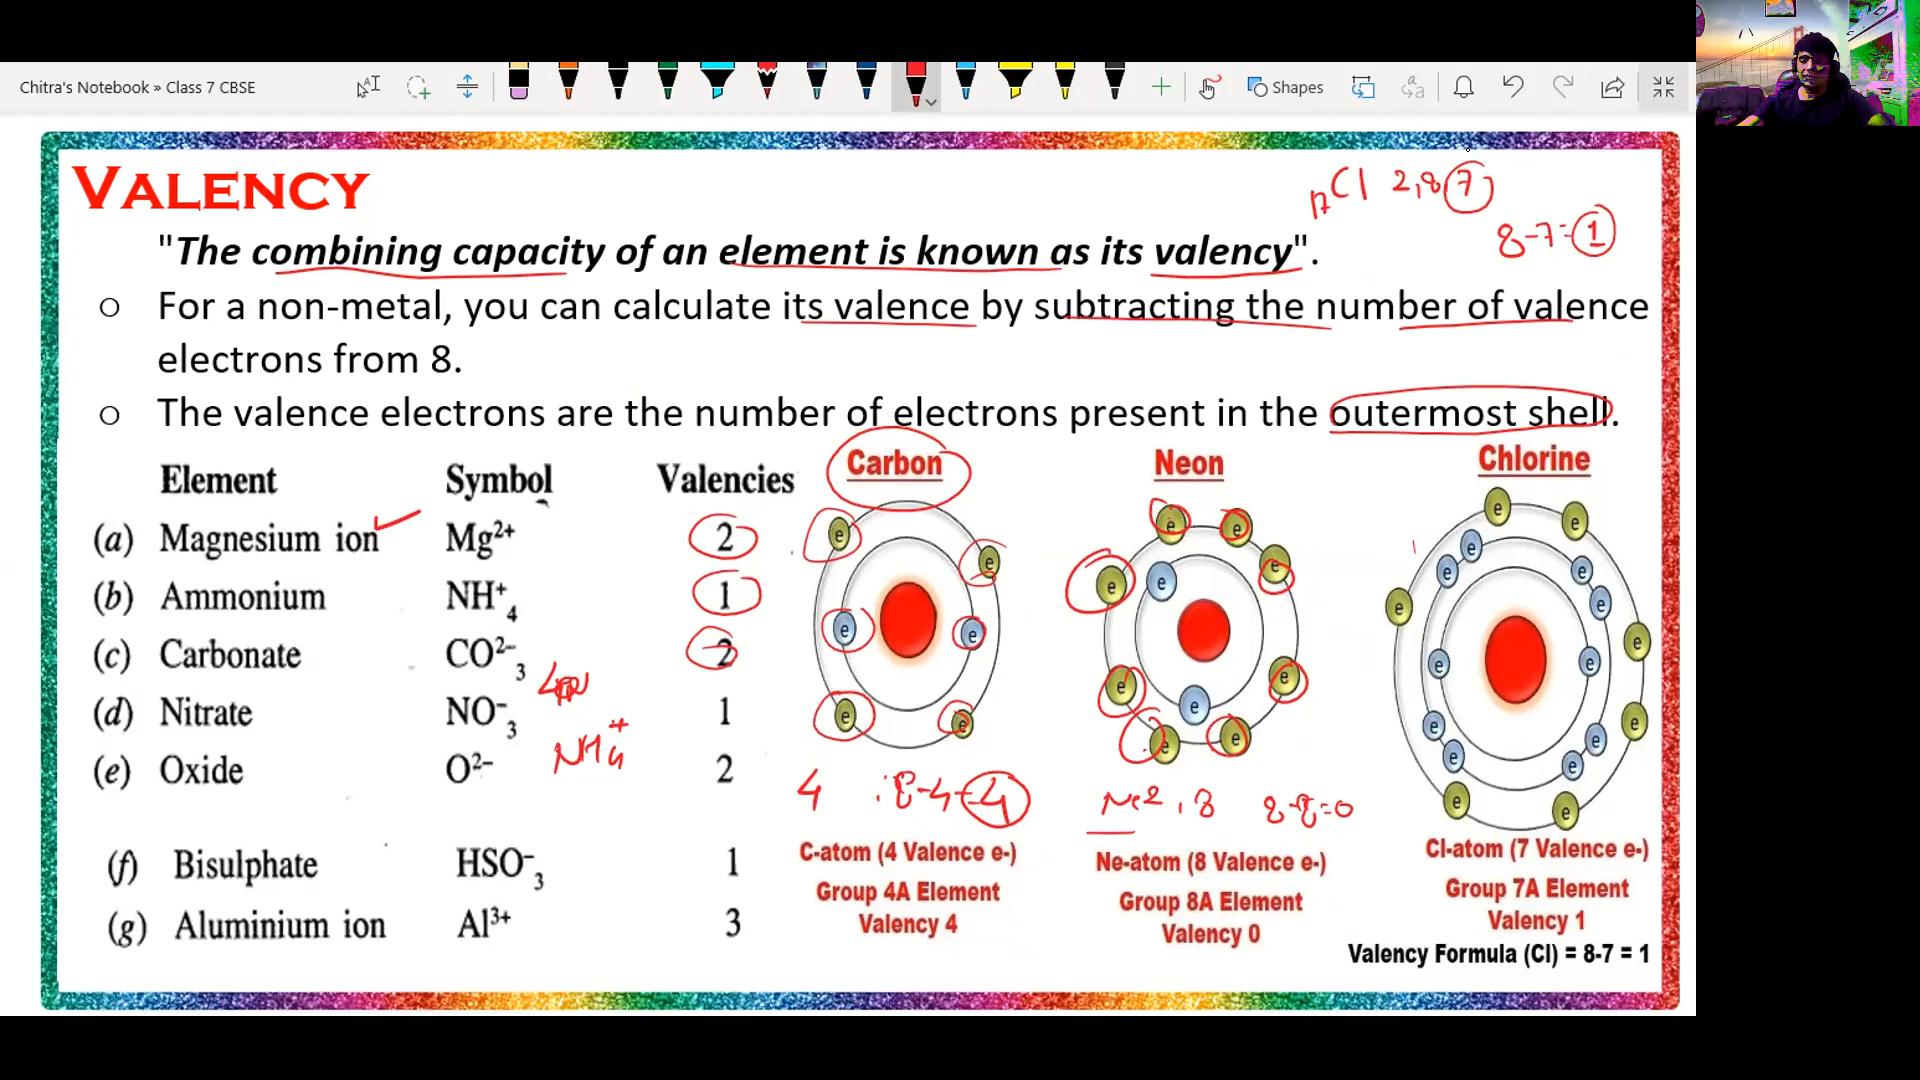 Chitra's Notebook » Class 7 CBSE
Shapes
VALENCY
₁₇Cl 2,8 7
8-7=1
"The combining capacity of an element is known as its valency".
○ For a non-metal, you can calculate its valence by subtracting the number of valence
electrons from 8.
○ The valence electrons are the number of electrons present in the outermost shell.
Element Symbol Valencies
(a) Magnesium ion Mg²⁺ 2
(b) Ammonium NH⁺₄ 1
(c) Carbonate CO²⁻₃ 2
(d) Nitrate NO⁻₃ 1
(e) Oxide O²⁻ 2
(f) Bisulphate HSO⁻₃ 1
(g) Aluminium ion Al³⁺ 3
NH₄⁺
Carbon
e e e e e e
4 8-4=4
C-atom (4 Valence e-)
Group 4A Element
Valency 4
Neon
e e e e e e e e e e
Ne 2, 8 8-8=0
Ne-atom (8 Valence e-)
Group 8A Element
Valency 0
Chlorine
e e e e e e e e e e e e e e e e e
Cl-atom (7 Valence e-)
Group 7A Element
Valency 1
Valency Formula (Cl) = 8-7 = 1